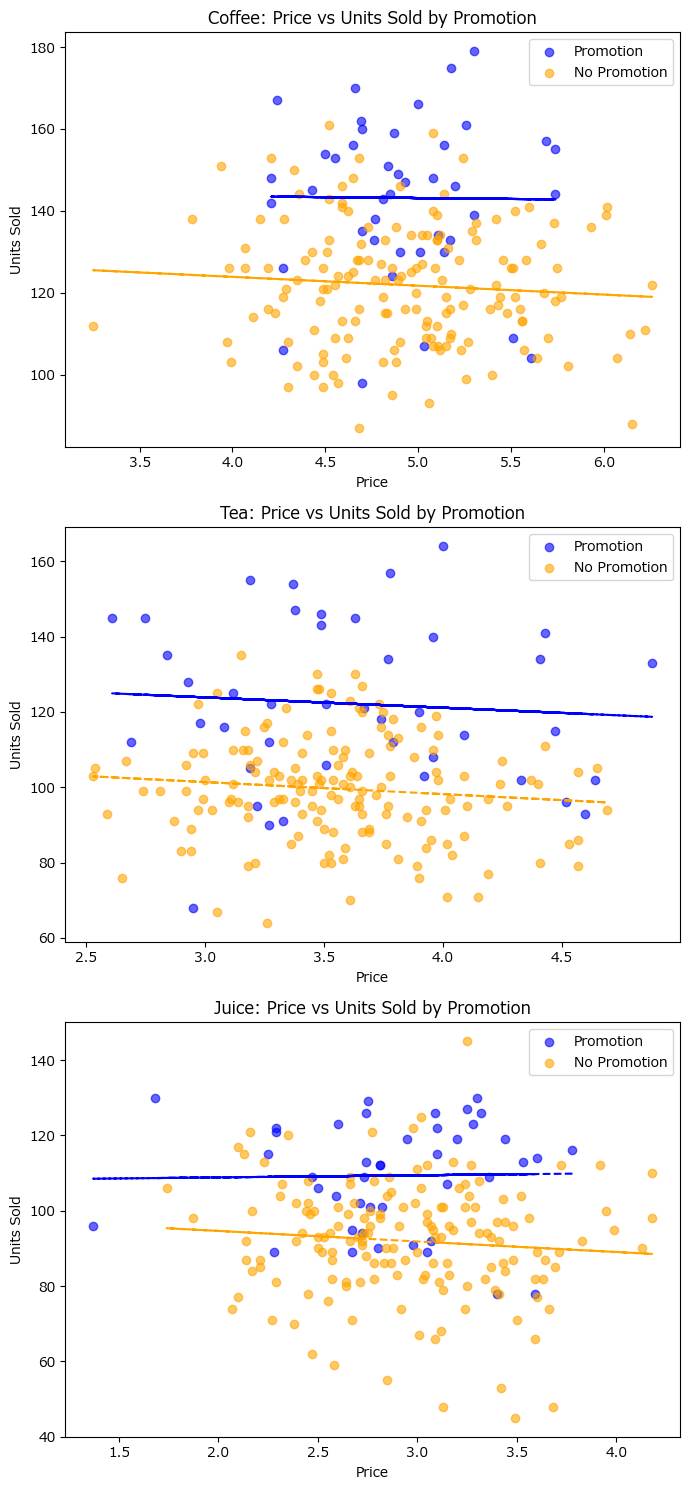 Coffee: Price vs Units Sold by Promotion
Promotion
No Promotion
Units Sold
180
160
140
120
100
3.5 4.0 4.5 5.0 5.5 6.0
Price
Tea: Price vs Units Sold by Promotion
Promotion
No Promotion
Units Sold
160
140
120
100
80
60
2.5 3.0 3.5 4.0 4.5
Price
Juice: Price vs Units Sold by Promotion
Promotion
No Promotion
Units Sold
140
120
100
80
60
40
1.5 2.0 2.5 3.0 3.5 4.0
Price